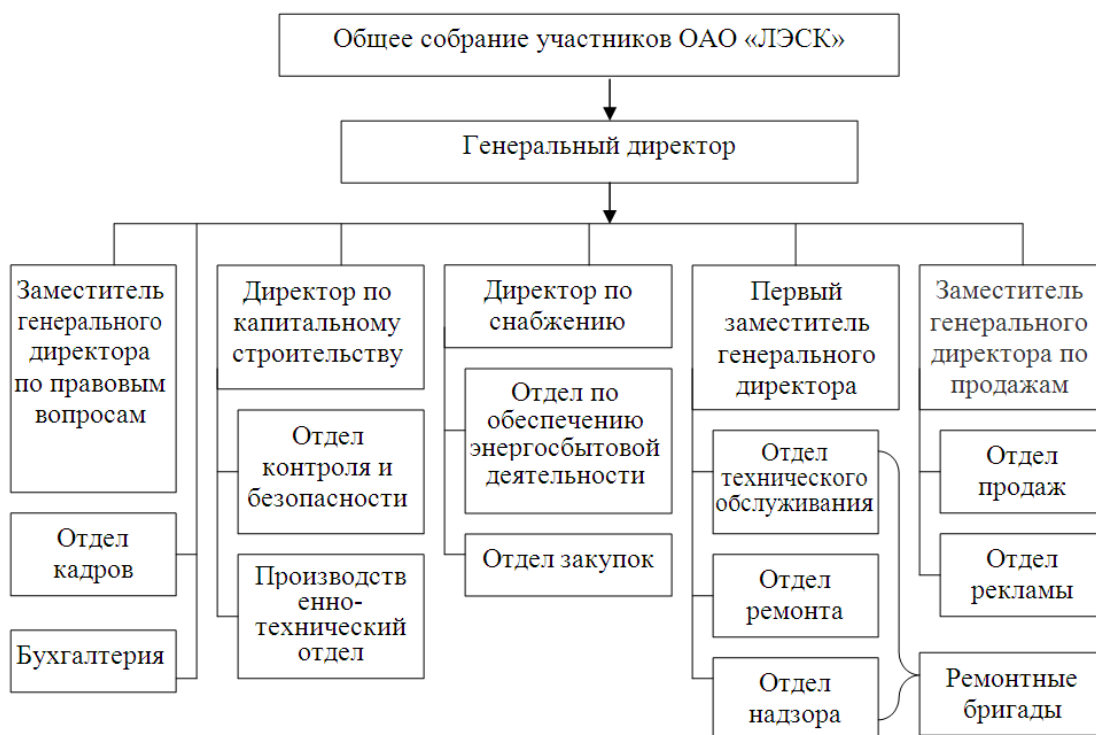 Общее собрание участников ОАО «ЛЭСК»
Генеральный директор
Заместитель
генерального
директора
по правовым
вопросам
Директор по
капитальному
строительству
Директор по
снабжению
Первый
заместитель
генерального
директора
Заместитель
генерального
директора по
продажам
Отдел
кадров
Бухгалтерия
Отдел
контроля и
безопасности
Производств
енно-
технический
отдел
Отдел по
обеспечению
энергосбытовой
деятельности
Отдел закупок
Отдел
технического
обслуживания
Отдел
ремонта
Отдел
надзора
Отдел
продаж
Отдел
рекламы
Ремонтные
бригады